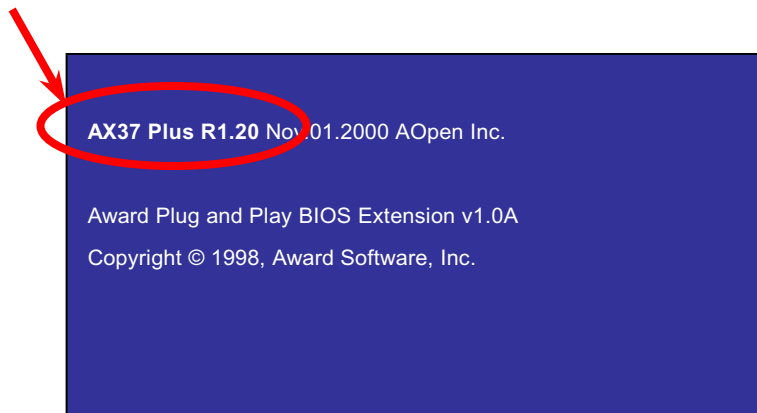 AX37 Plus R1.20 Nov.01.2000 AOpen Inc.
Award Plug and Play BIOS Extension v1.0A
Copyright © 1998, Award Software, Inc.